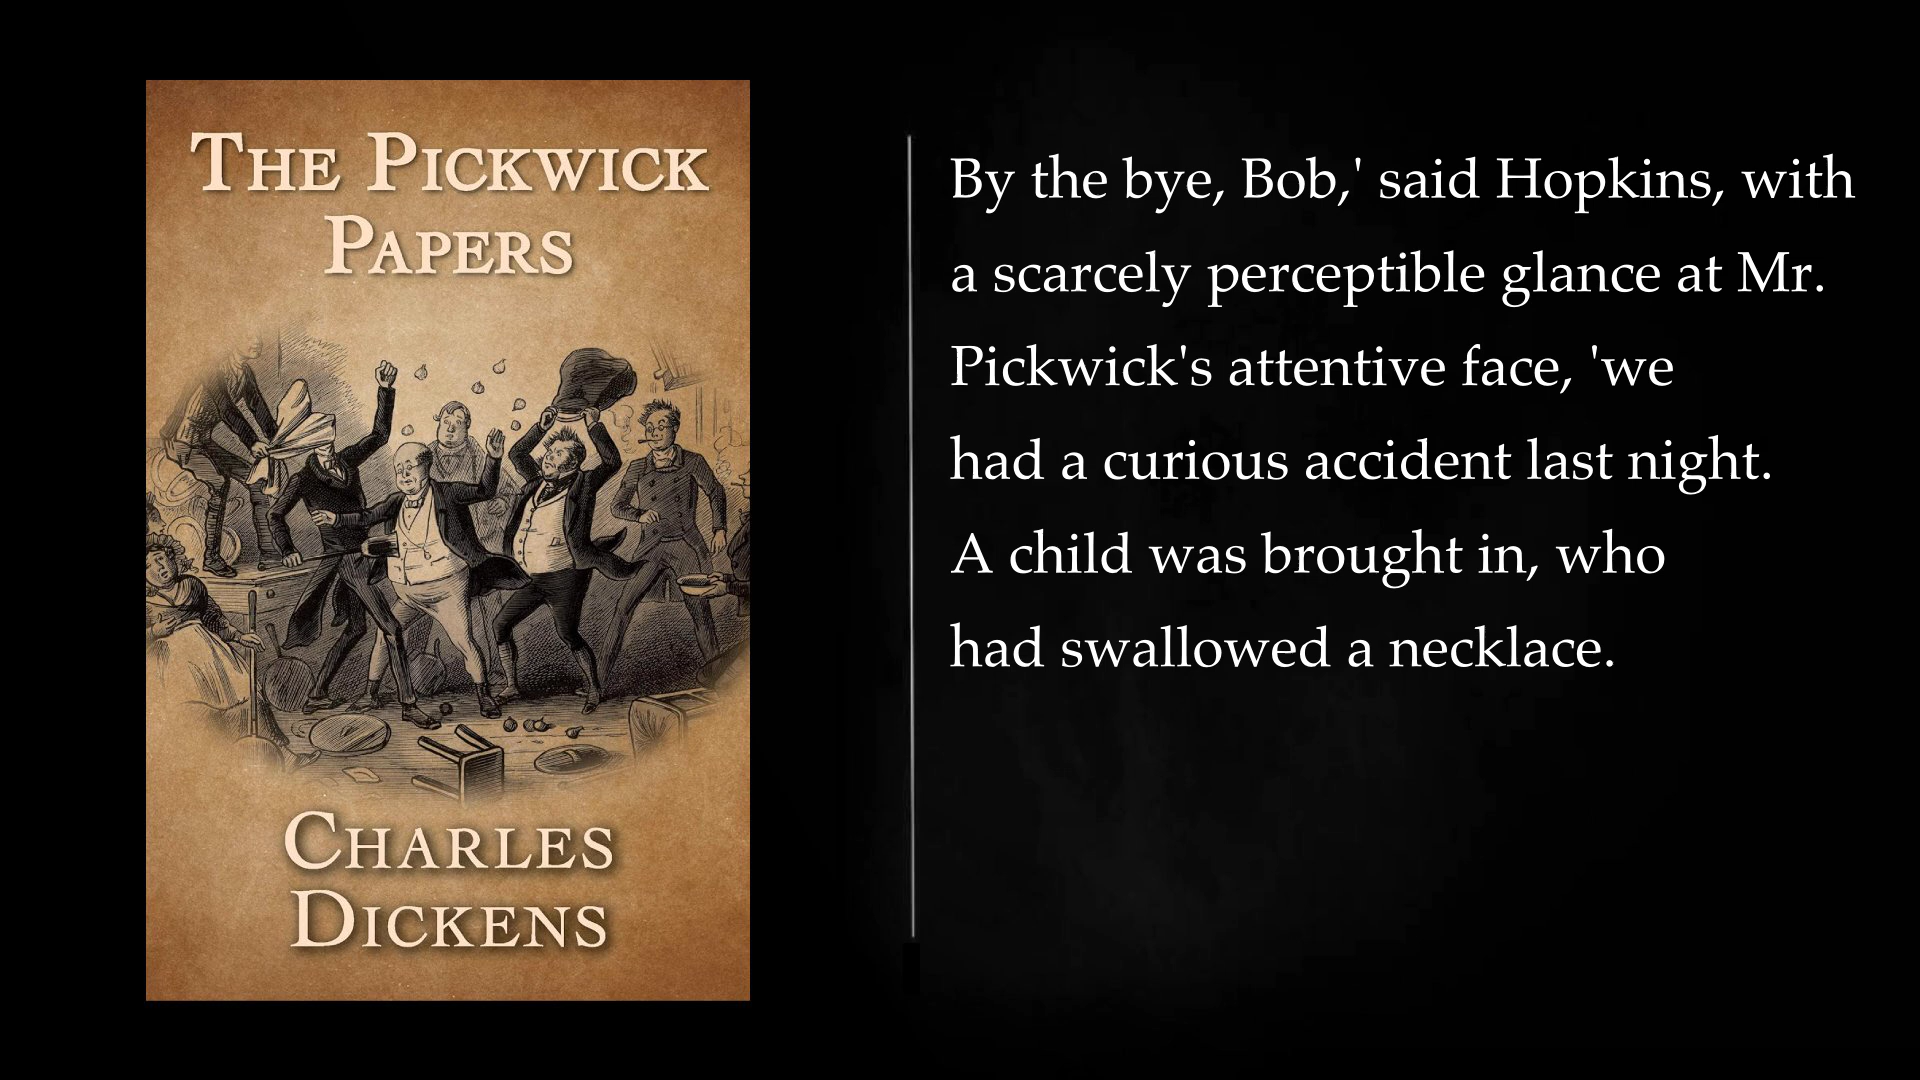 THE PICKWICK
PAPERS
CHARLES
DICKENS
By the bye, Bob,' said Hopkins, with
a scarcely perceptible glance at Mr.
Pickwick's attentive face, 'we
had a curious accident last night.
A child was brought in, who
had swallowed a necklace.